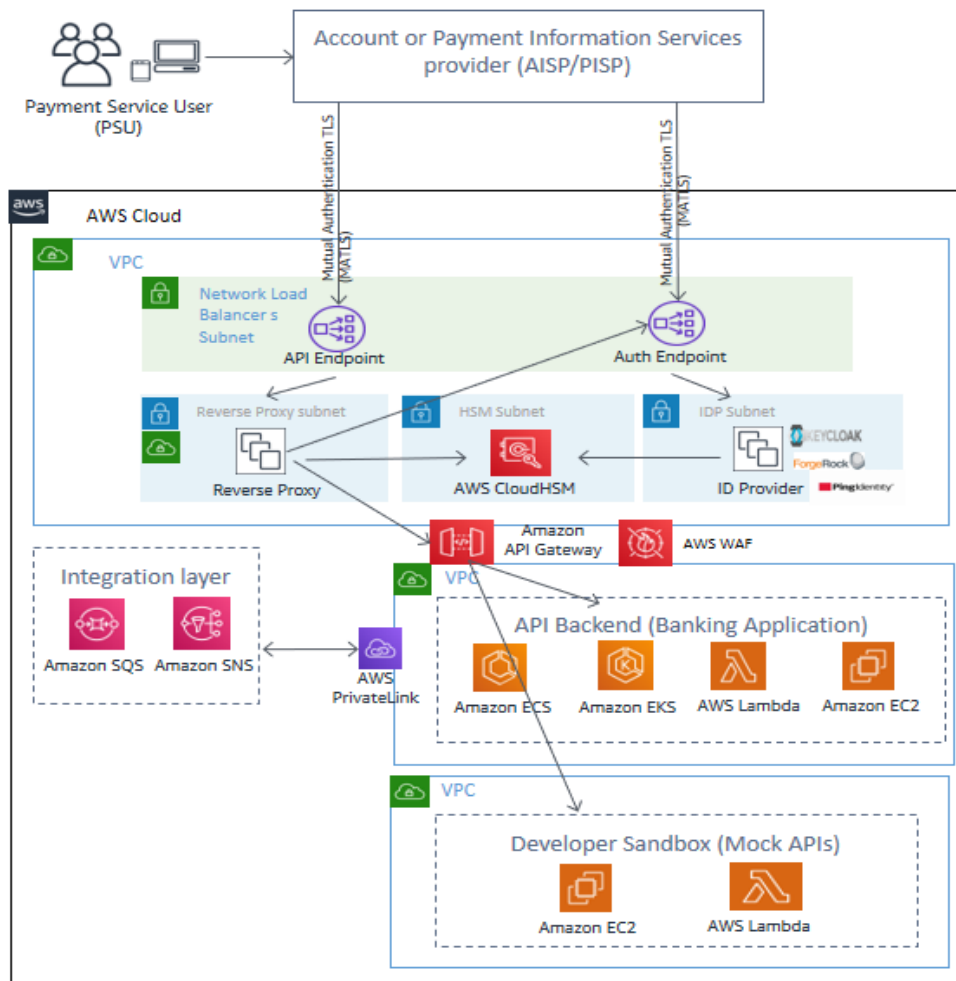 Account or Payment Information Services
provider (AISP/PISP)
Payment Service User
(PSU)
Mutual Authentication TLS
(MATLS)
Mutual Authentication TLS
(MATLS)
aws
AWS Cloud
VPC
Network Load
Balancer s
Subnet
API Endpoint
Auth Endpoint
Reverse Proxy subnet
HSM Subnet
IDP Subnet
KEYCLOAK
ForgeRock
PingIdentity
Reverse Proxy
AWS CloudHSM
ID Provider
Amazon
API Gateway
AWS WAF
Integration layer
Amazon SQS
Amazon SNS
AWS
PrivateLink
VPC
API Backend (Banking Application)
Amazon ECS
Amazon EKS
AWS Lambda
Amazon EC2
VPC
Developer Sandbox (Mock APIs)
Amazon EC2
AWS Lambda